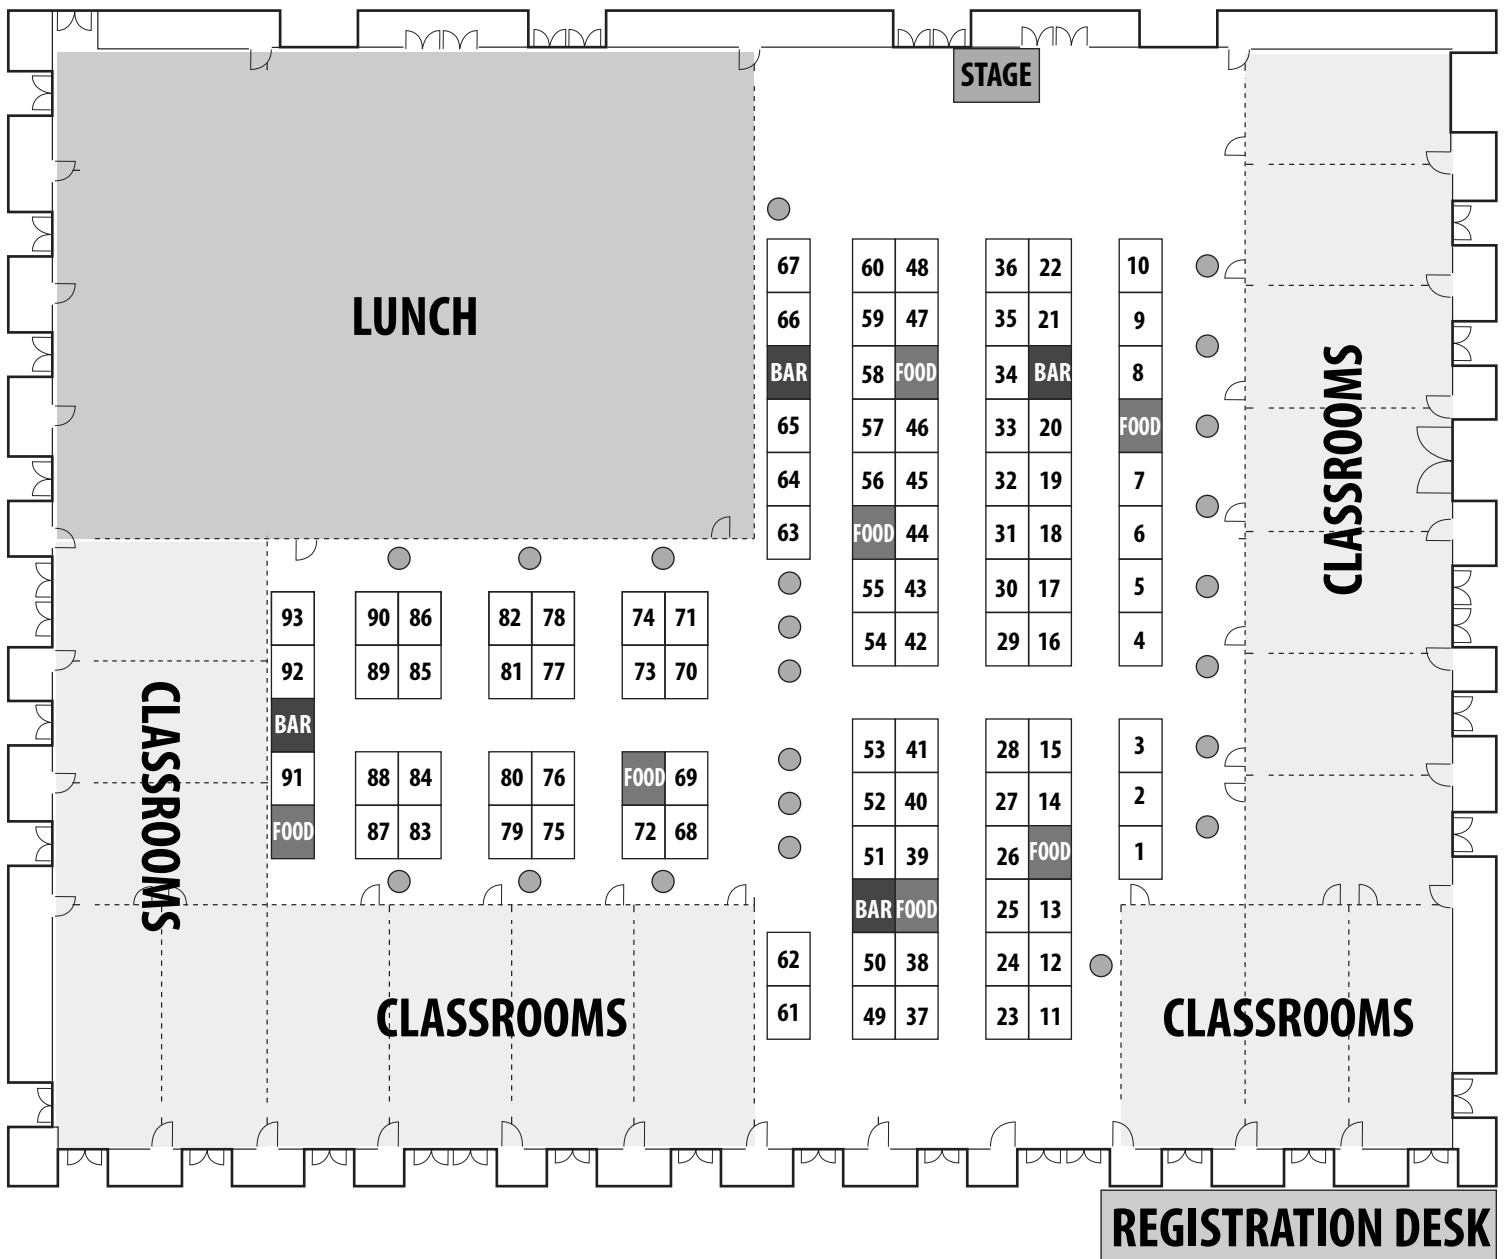 STAGE
LUNCH
67 60 48 36 22 10
66 59 47 35 21 9
BAR 58 FOOD 34 BAR 8
65 57 46 33 20 FOOD
64 56 45 32 19 7
63 FOOD 44 31 18 6
55 43 30 17 5
54 42 29 16 4
CLASSROOMS
93 90 86 82 78 74 71
92 89 85 81 77 73 70
BAR
91 88 84 80 76 FOOD 69
FOOD 87 83 79 75 72 68
CLASSROOMS
53 41 28 15 3
52 40 27 14 2
51 39 26 FOOD 1
BAR FOOD 25 13
62 50 38 24 12
61 49 37 23 11
CLASSROOMS
CLASSROOMS
REGISTRATION DESK